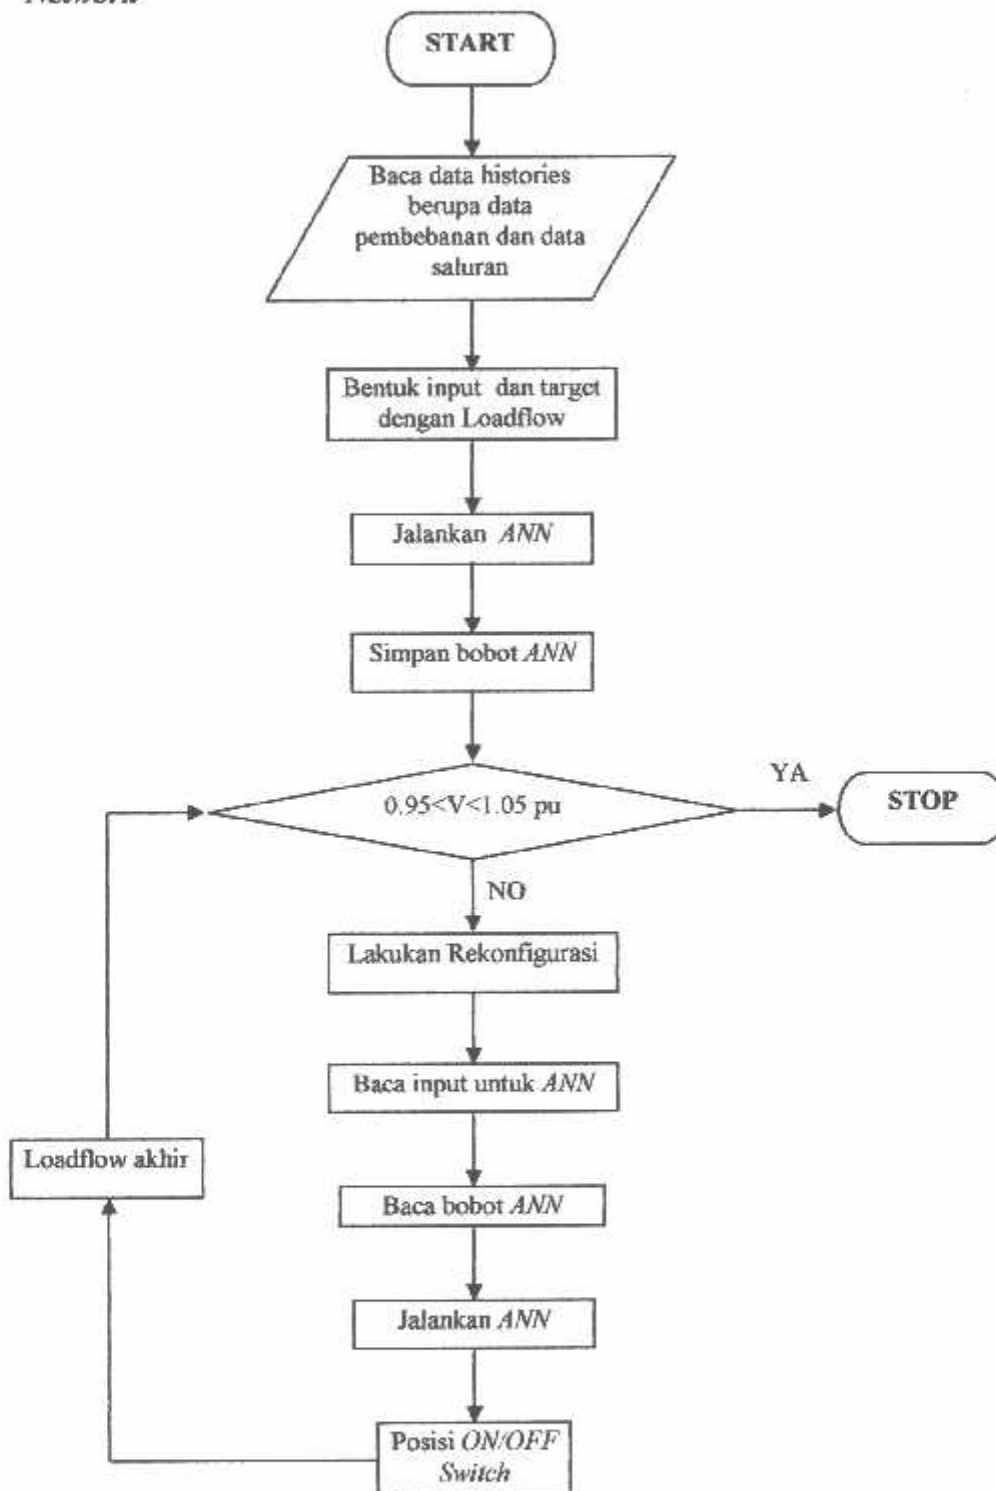 START
Baca data histories
berupa data
pembebanan dan data
saluran
Bentuk input dan target
dengan Loadflow
Jalankan ANN
Simpan bobot ANN
0.95<V<1.05 pu
YA
STOP
NO
Lakukan Rekonfigurasi
Baca input untuk ANN
Loadflow akhir
Baca bobot ANN
Jalankan ANN
Posisi ON/OFF
Switch